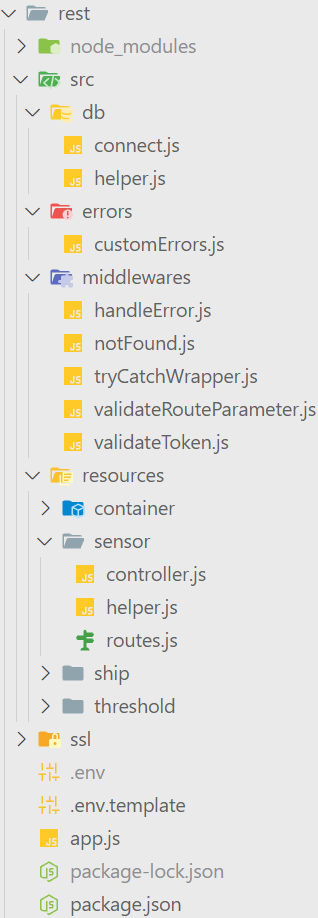 rest
node_modules
src
db
connect.js
helper.js
errors
customErrors.js
middlewares
handleError.js
notFound.js
tryCatchWrapper.js
validateRouteParameter.js
validateToken.js
resources
container
sensor
controller.js
helper.js
routes.js
ship
threshold
ssl
.env
.env.template
app.js
package-lock.json
package.json